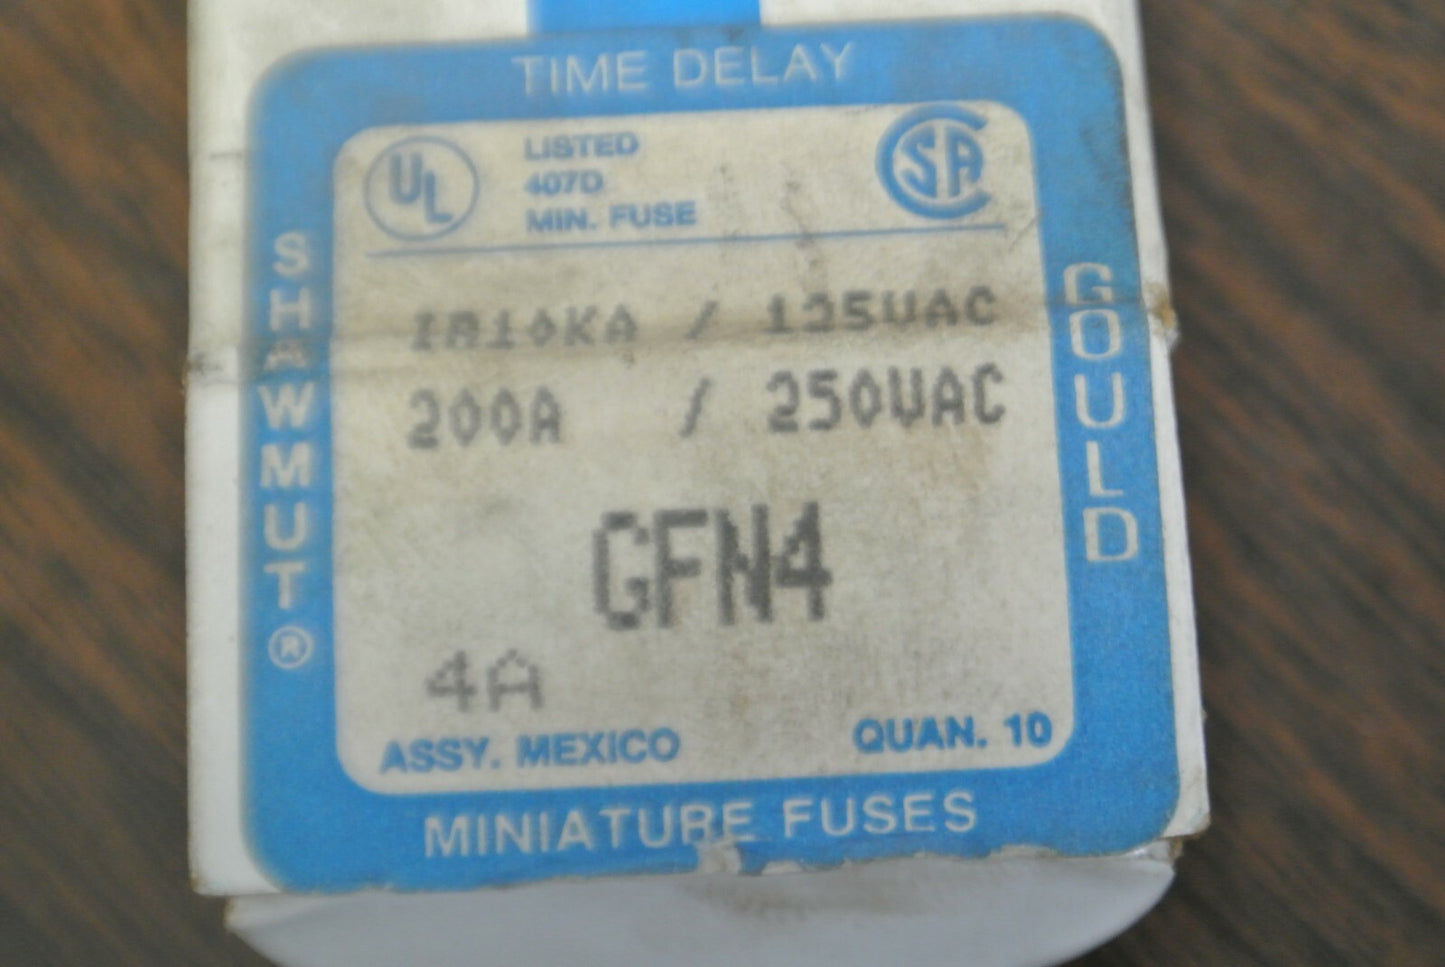 TIME DELAY
UL
LISTED
407D
MIN. FUSE
SA
SHAWMUT®
GOULD
IR10KA / 125VAC
200A / 250VAC
GFN4
4A
ASSY. MEXICO
QUAN. 10
MINIATURE FUSES